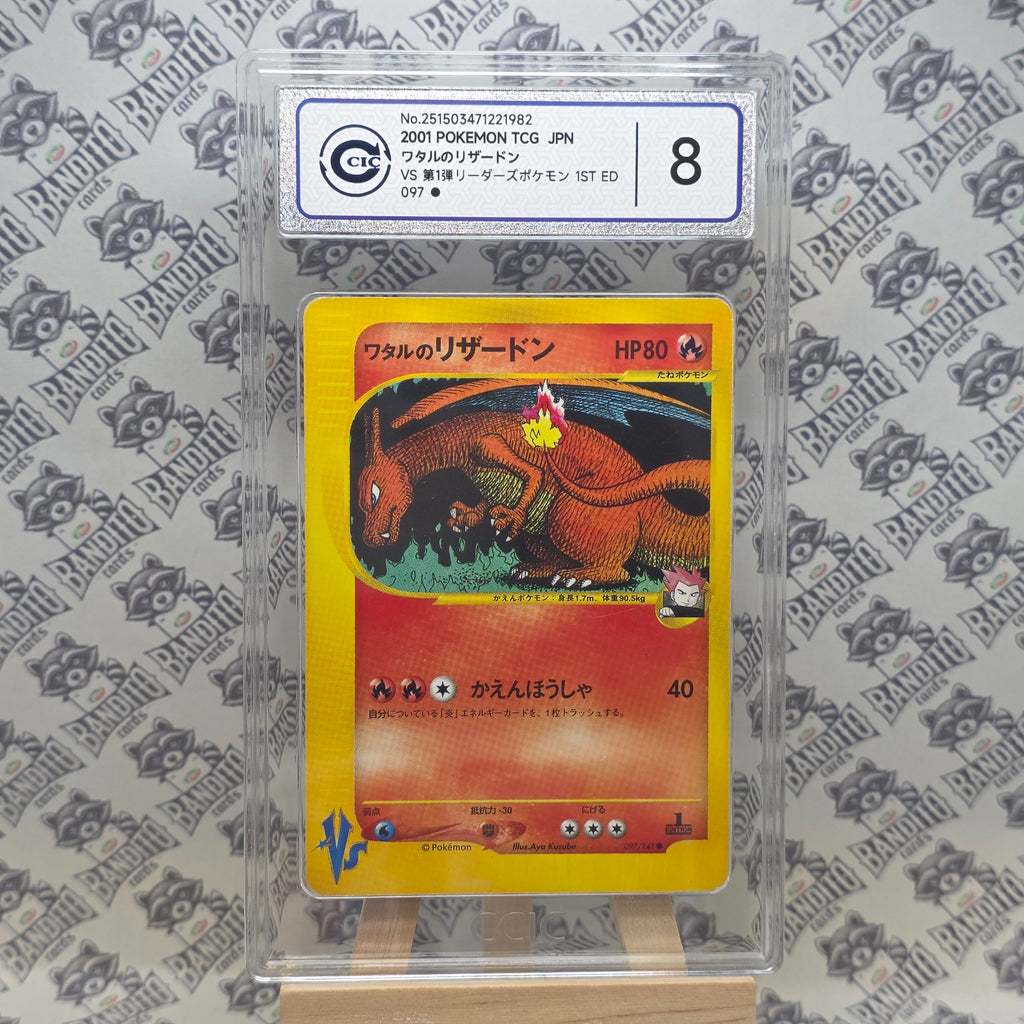 No.251503471221982
2001 POKEMON TCG JPN
ワタルのリザードン
VS 第1弾リーダーズポケモン 1ST ED
097 ●
CCIC
8
ワタルのリザードン HP80
たねポケモン
かえんポケモン：身長1.7m、体重90.5kg
かえんほうしゃ 40
自分についている「炎」エネルギーカードを、1枚トラッシュする。
弱点 抵抗力 -30 にげる
1 EDITION
Vs ©Pokémon Illus.Aya Kusube 097/141●
CCIC
BANDITO cards